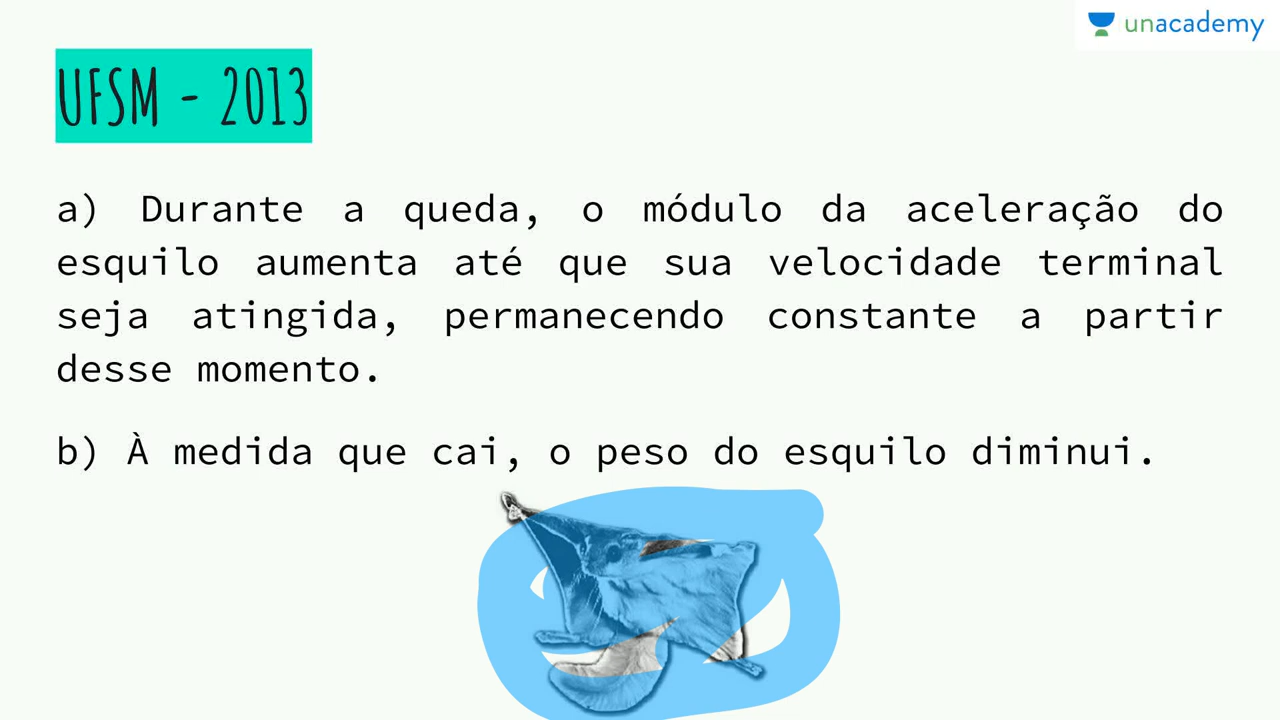 unacademy
UFSM - 2013
a) Durante a queda, o módulo da aceleração do
esquilo aumenta até que sua velocidade terminal
seja atingida, permanecendo constante a partir
desse momento.
b) À medida que cai, o peso do esquilo diminui.